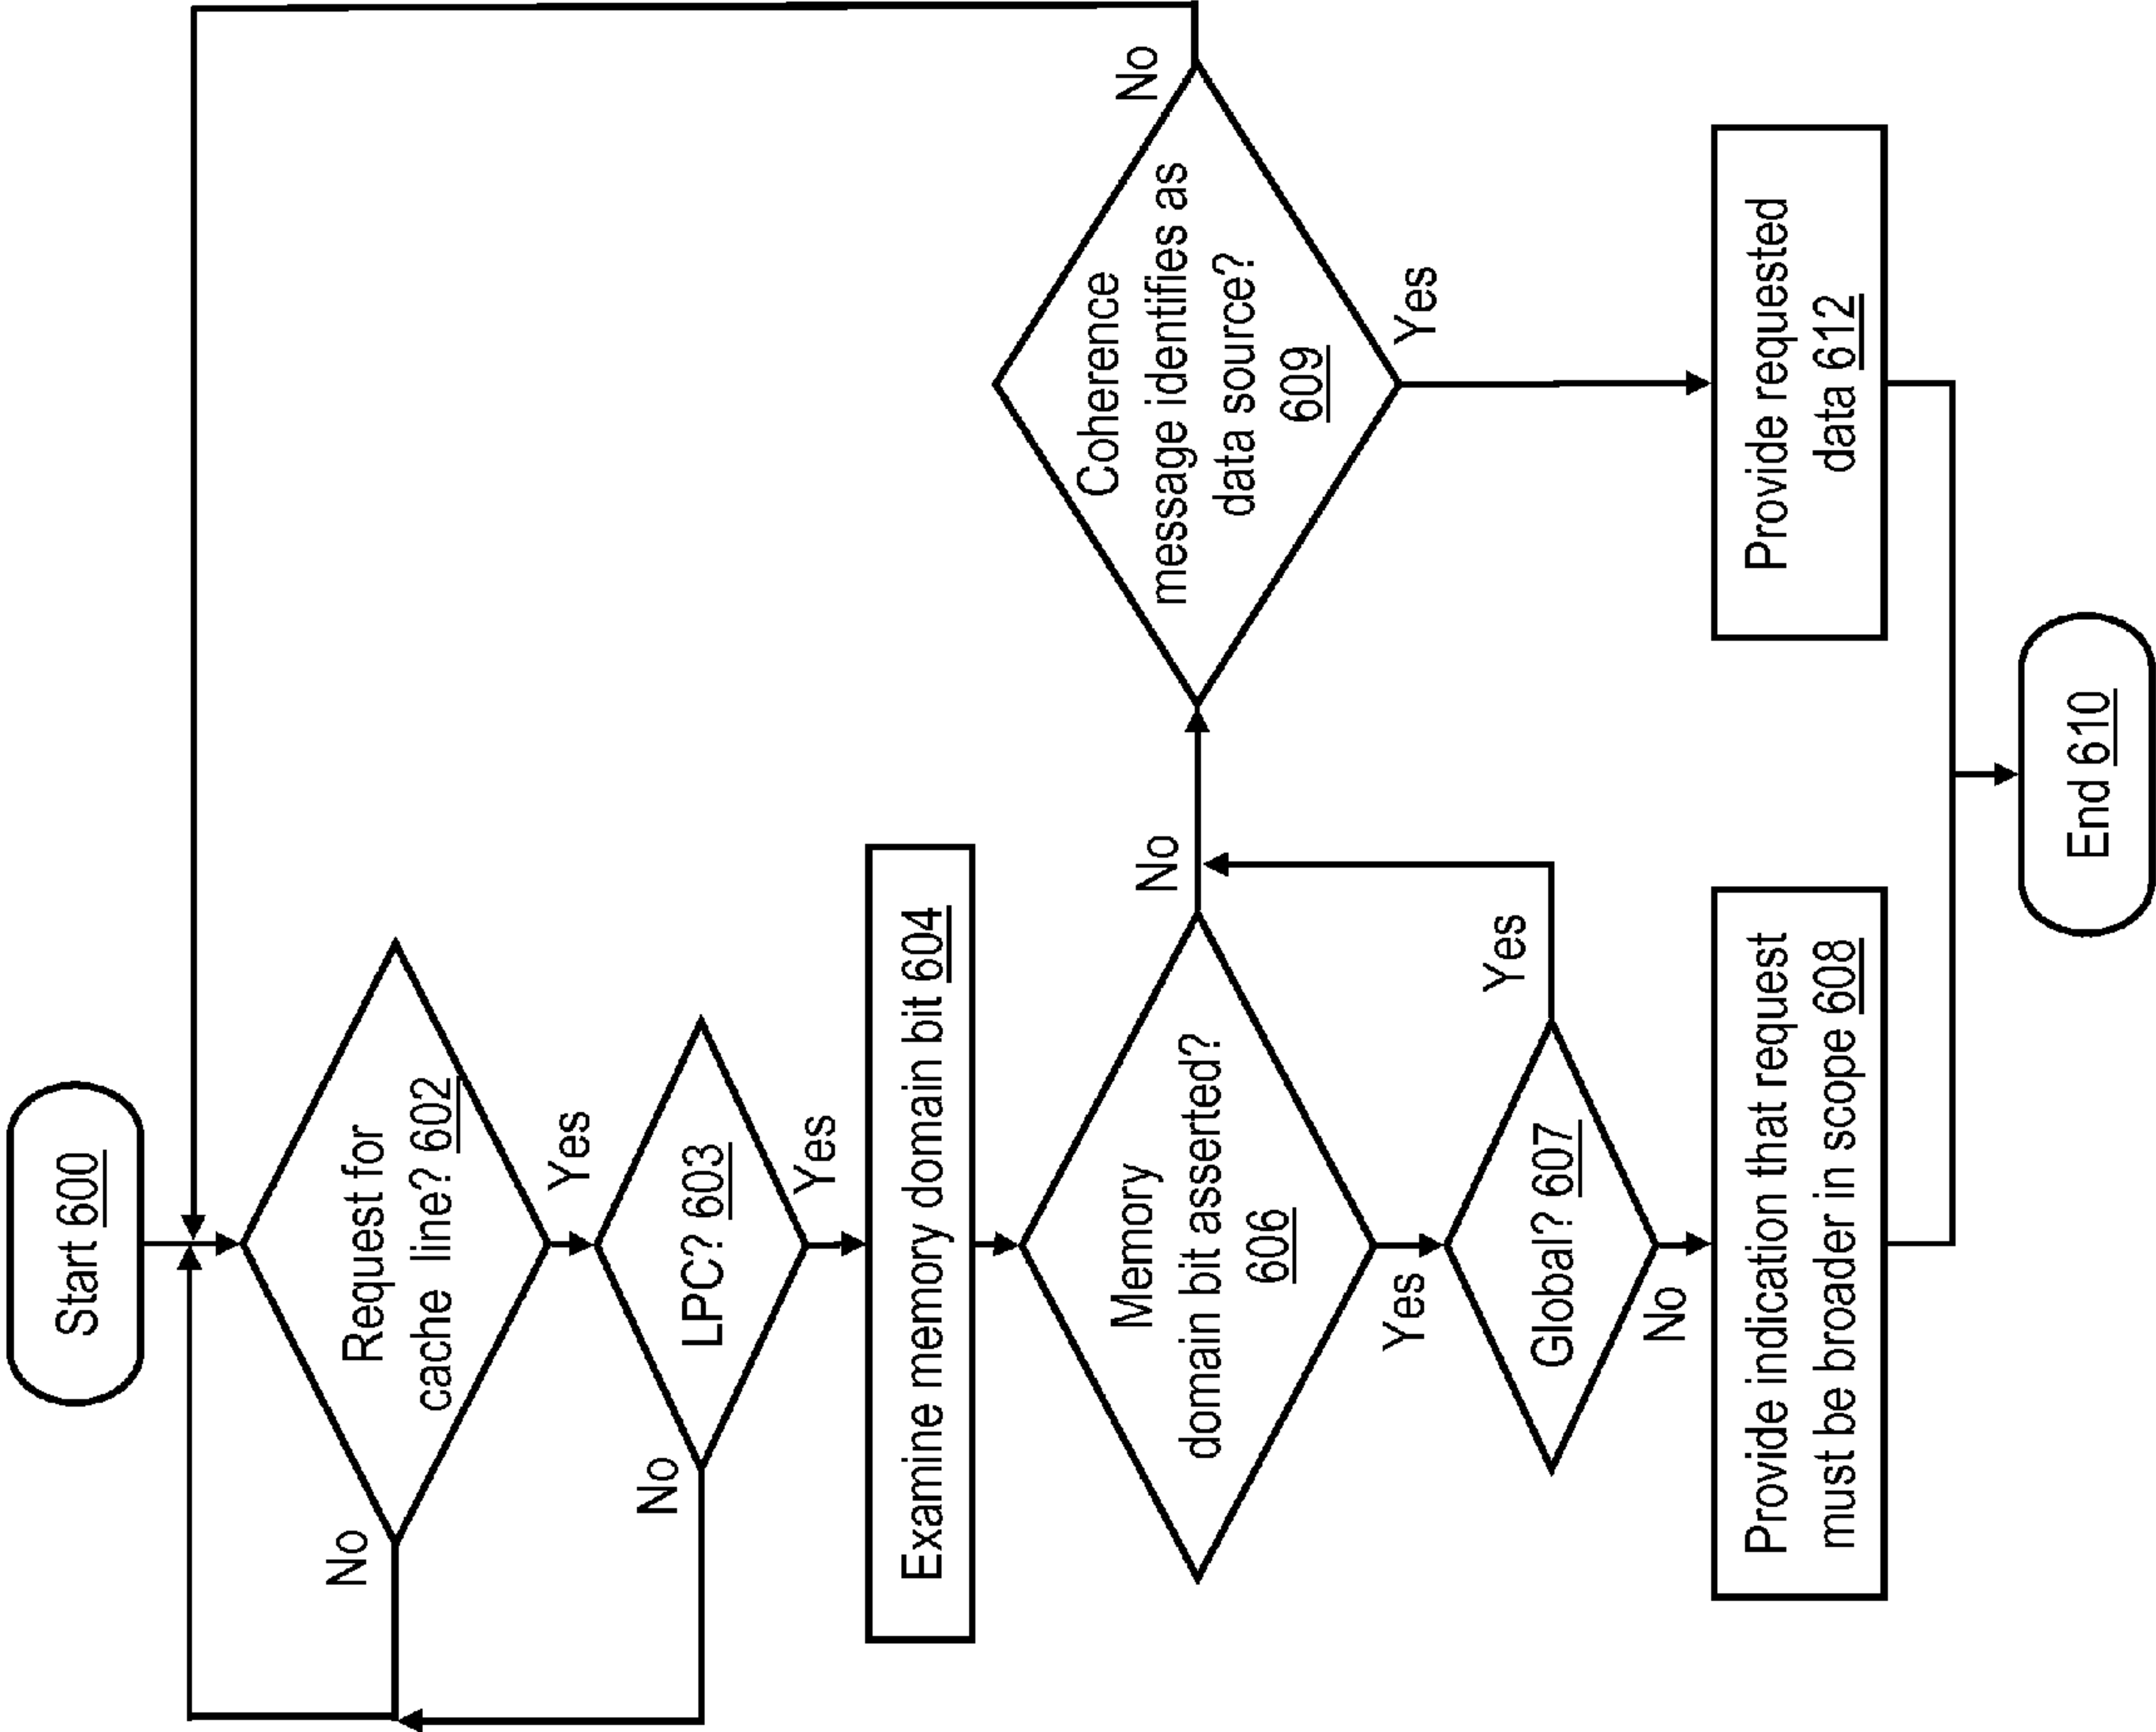 Start 600
Request for
cache line? 602
No
Yes
LPC? 603
No
Yes
Examine memory domain bit 604
Memory
domain bit asserted?
606
No
Yes
Global? 607
Yes
No
Provide indication that request
must be broader in scope 608
Coherence
message identifies as
data source?
609
No
Yes
Provide requested
data 612
End 610